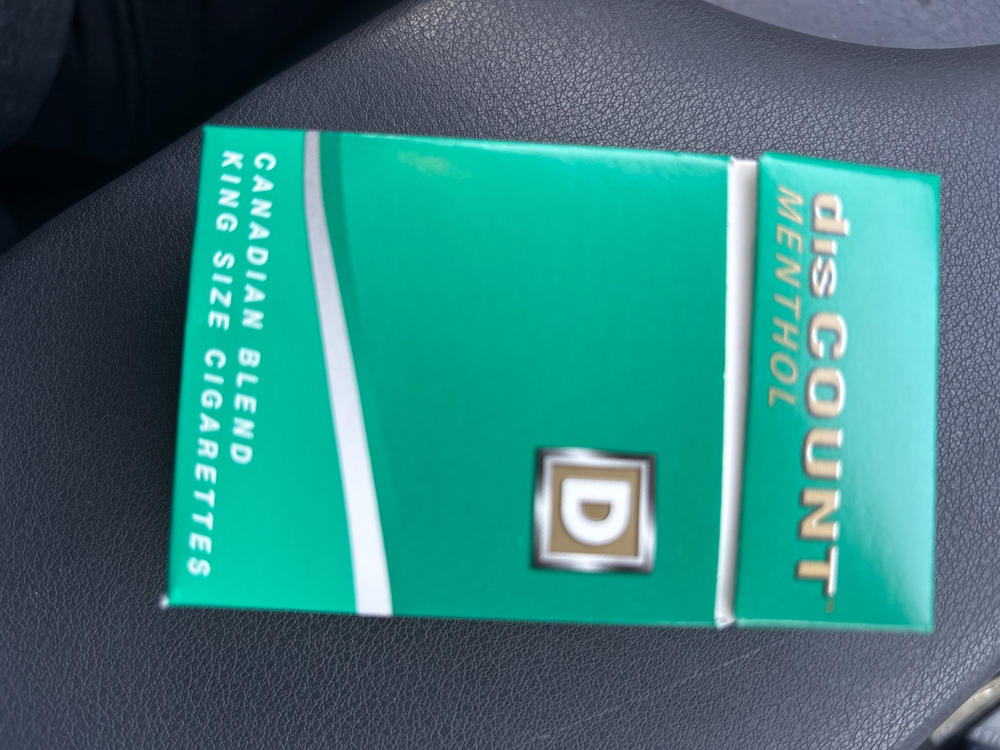 disCOUNT
MENTHOL
D
CANADIAN BLEND
KING SIZE CIGARETTES